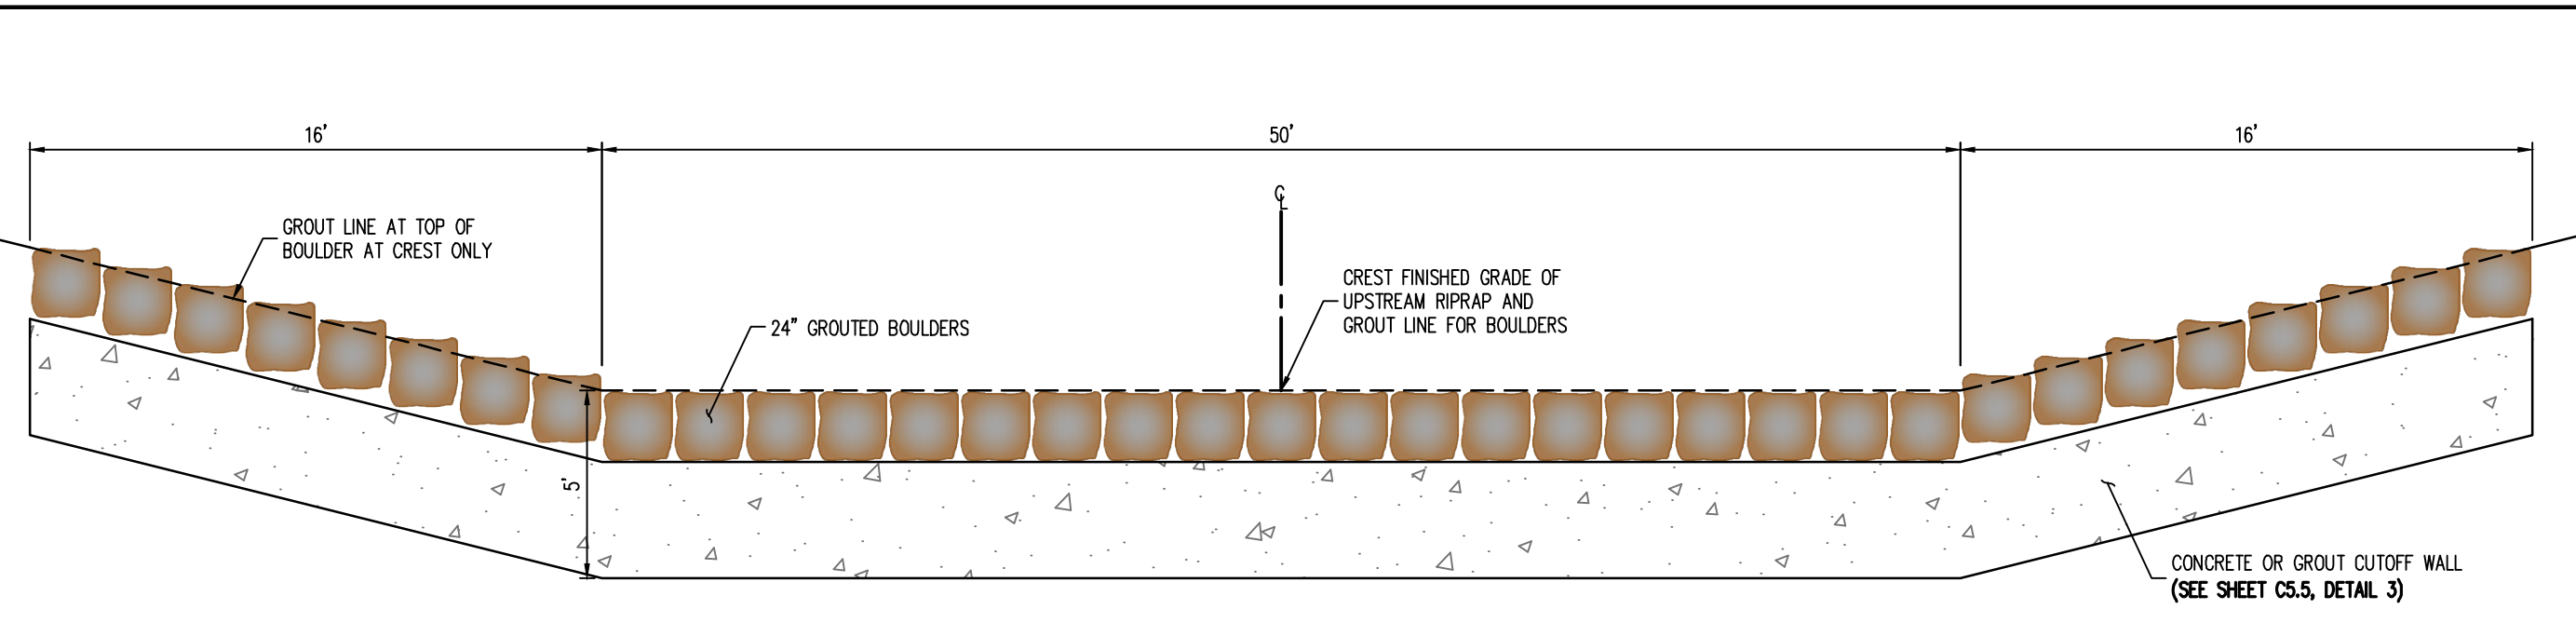 16'
50'
16'
℄
GROUT LINE AT TOP OF
BOULDER AT CREST ONLY
CREST FINISHED GRADE OF
UPSTREAM RIPRAP AND
GROUT LINE FOR BOULDERS
24" GROUTED BOULDERS
5'
CONCRETE OR GROUT CUTOFF WALL
(SEE SHEET C5.5, DETAIL 3)